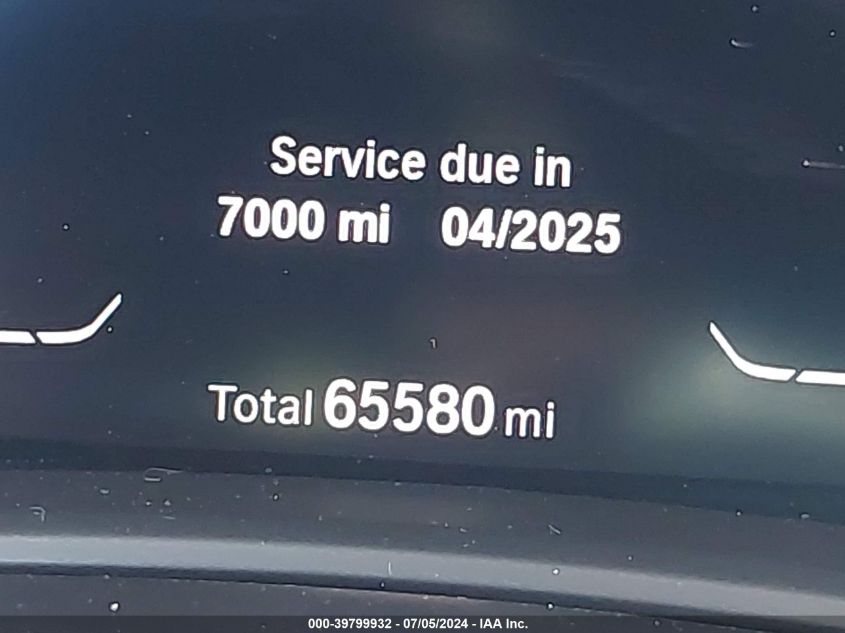 Service due in
7000 mi 04/2025
Total 65580 mi
000-39799932 - 07/05/2024 - IAA Inc.